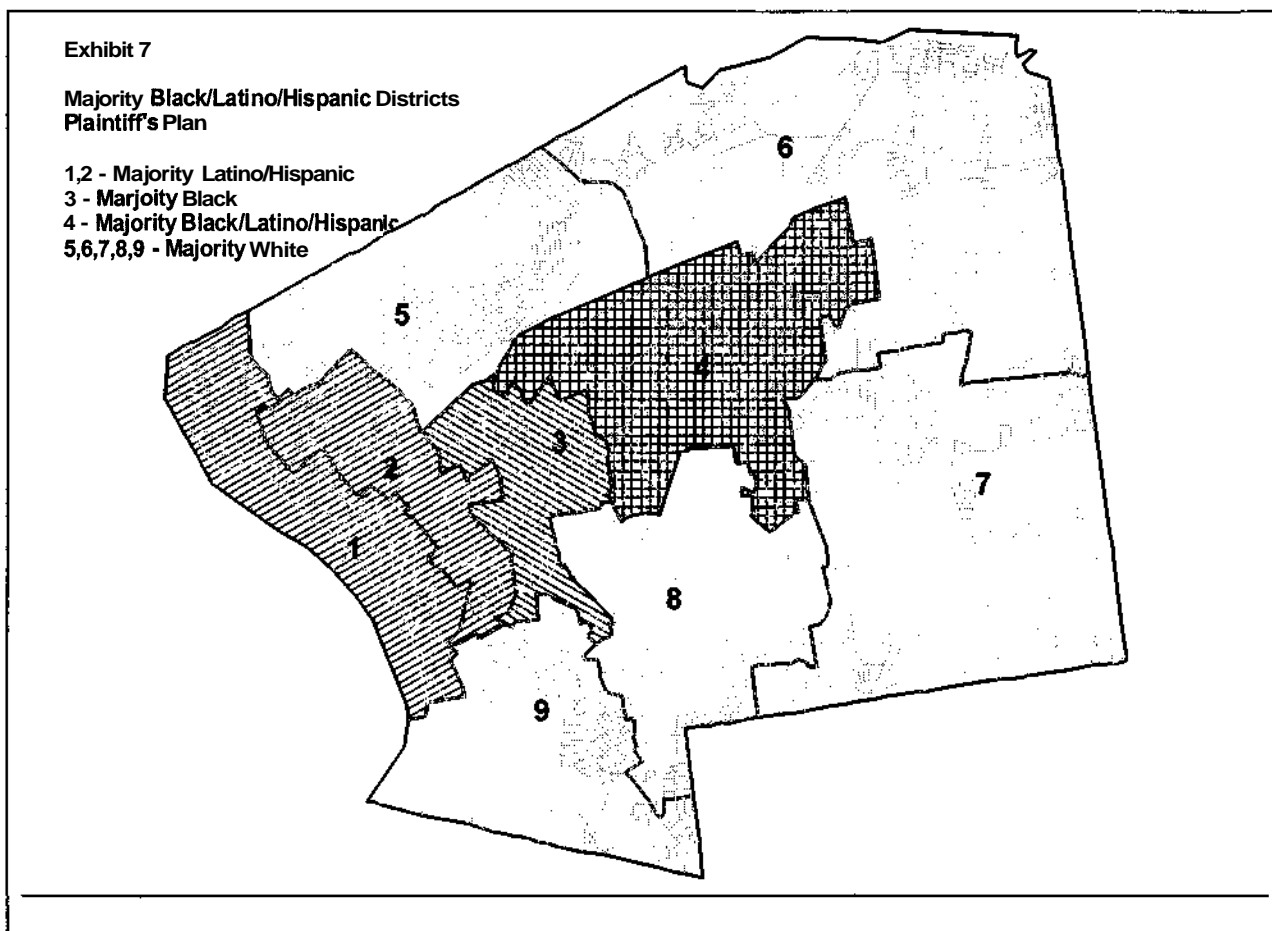 Exhibit 7
Majority Black/Latino/Hispanic Districts
Plaintiff's Plan
1,2 - Majority Latino/Hispanic
3 - Marjoity Black
4 - Majority Black/Latino/Hispanic
5,6,7,8,9 - Majority White
6
5
4
3
2
7
1
8
9